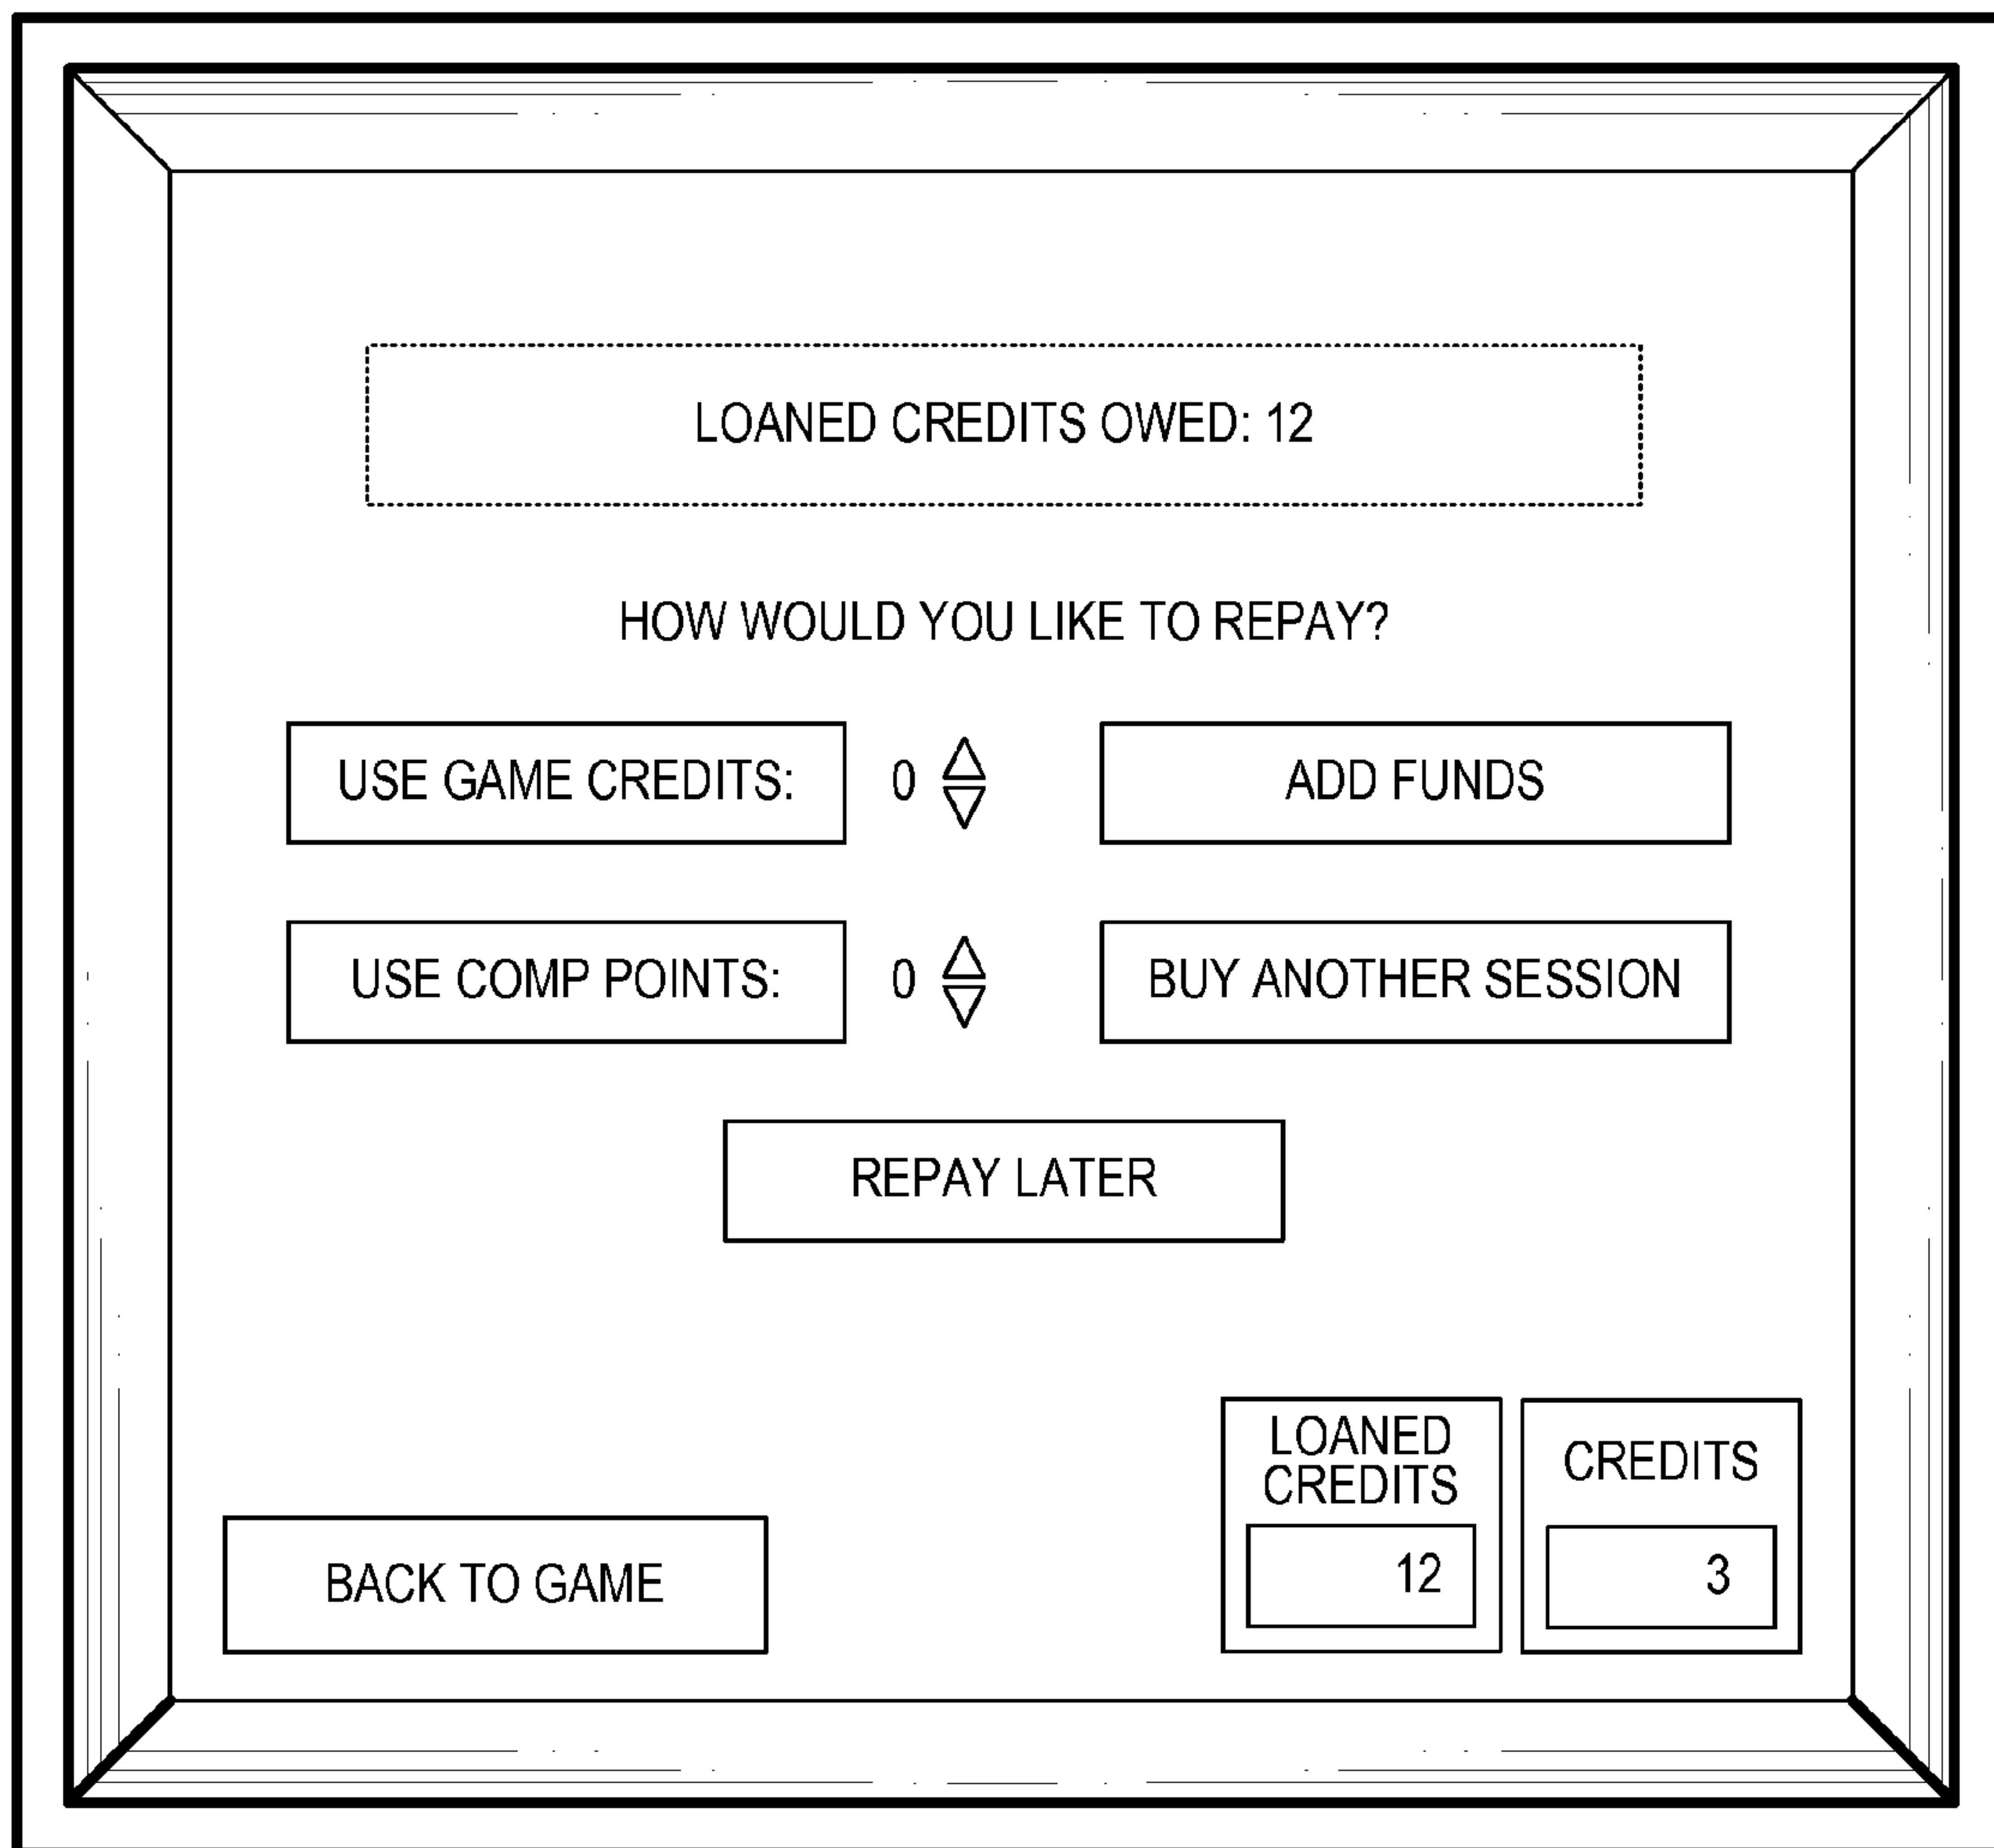 LOANED CREDITS OWED: 12
HOW WOULD YOU LIKE TO REPAY?
USE GAME CREDITS: 0 ADD FUNDS
USE COMP POINTS: 0 BUY ANOTHER SESSION
REPAY LATER
LOANED
CREDITS
12
CREDITS
3
BACK TO GAME